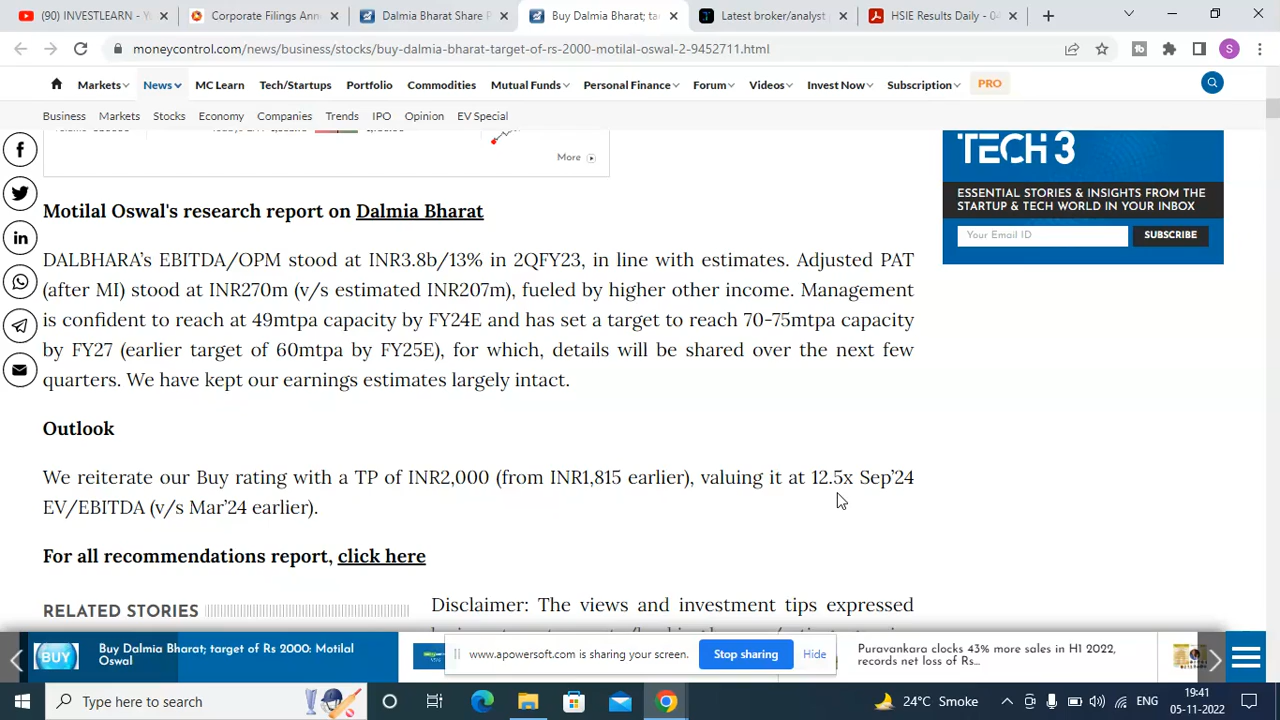 (90) INVESTLEARN - Y
Corporate Filings Ann
Dalmia Bharat Share P
Buy Dalmia Bharat; ta
Latest broker/analyst
HSIE Results Daily - 04
moneycontrol.com/news/business/stocks/buy-dalmia-bharat-target-of-rs-2000-motilal-oswal-2-9452711.html
S
Markets
News
MC Learn
Tech/Startups
Portfolio
Commodities
Mutual Funds
Personal Finance
Forum
Videos
Invest Now
Subscription
PRO
Business
Markets
Stocks
Economy
Companies
Trends
IPO
Opinion
EV Special
More
TECH 3
ESSENTIAL STORIES & INSIGHTS FROM THE
STARTUP & TECH WORLD IN YOUR INBOX
Your Email ID
SUBSCRIBE
Motilal Oswal's research report on Dalmia Bharat
DALBHARA's EBITDA/OPM stood at INR3.8b/13% in 2QFY23, in line with estimates. Adjusted PAT
(after MI) stood at INR270m (v/s estimated INR207m), fueled by higher other income. Management
is confident to reach at 49mtpa capacity by FY24E and has set a target to reach 70-75mtpa capacity
by FY27 (earlier target of 60mtpa by FY25E), for which, details will be shared over the next few
quarters. We have kept our earnings estimates largely intact.
Outlook
We reiterate our Buy rating with a TP of INR2,000 (from INR1,815 earlier), valuing it at 12.5x Sep'24
EV/EBITDA (v/s Mar'24 earlier).
For all recommendations report, click here
RELATED STORIES
Disclaimer: The views and investment tips expressed
BUY
Buy Dalmia Bharat; target of Rs 2000: Motilal
Oswal
www.apowersoft.com is sharing your screen.
Stop sharing
Hide
Puravankara clocks 43% more sales in H1 2022,
records net loss of Rs...
Type here to search
24°C Smoke
ENG
19:41
05-11-2022